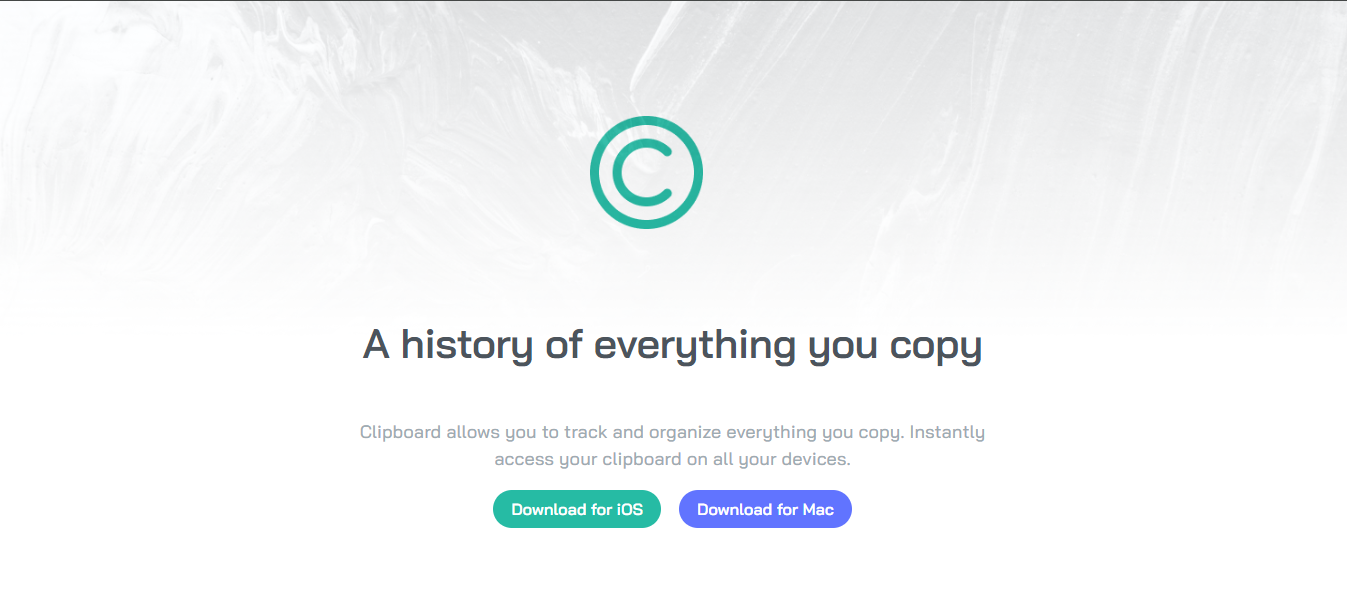 ©
A history of everything you copy
Clipboard allows you to track and organize everything you copy. Instantly
access your clipboard on all your devices.
Download for iOS
Download for Mac